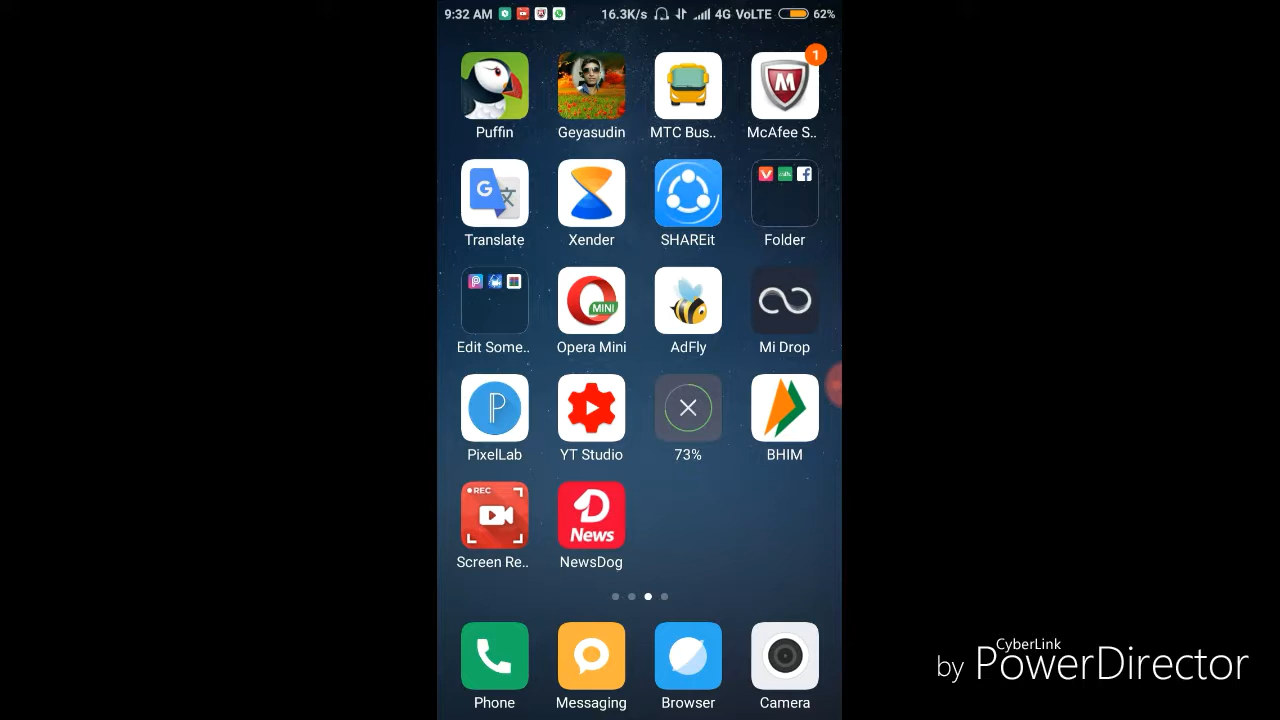 9:32 AM 16.3K/s 4G VoLTE 62%
1
Puffin Geyasudin MTC Bus.. McAfee S..
Translate Xender SHAREit Folder
MINI
Edit Some.. Opera Mini AdFly Mi Drop
PixelLab YT Studio 73% BHIM
REC
News
Screen Re.. NewsDog
Phone Messaging Browser Camera
CyberLink
by PowerDirector